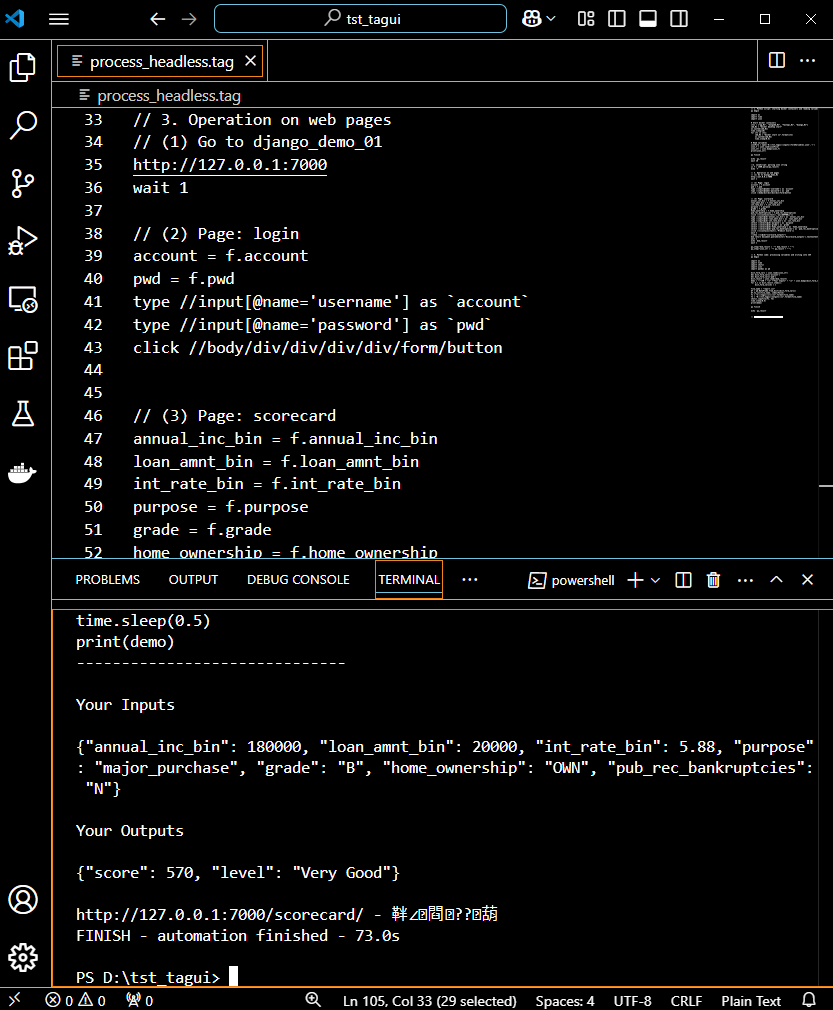 tst_tagui
process_headless.tag
process_headless.tag
33 // 3. Operation on web pages
34 // (1) Go to django_demo_01
35 http://127.0.0.1:7000
36 wait 1
37
38 // (2) Page: login
39 account = f.account
40 pwd = f.pwd
41 type //input[@name='username'] as `account`
42 type //input[@name='password'] as `pwd`
43 click //body/div/div/div/div/form/button
44
45
46 // (3) Page: scorecard
47 annual_inc_bin = f.annual_inc_bin
48 loan_amnt_bin = f.loan_amnt_bin
49 int_rate_bin = f.int_rate_bin
50 purpose = f.purpose
51 grade = f.grade
52 home_ownership = f.home_ownership
PROBLEMS OUTPUT DEBUG CONSOLE TERMINAL ... powershell
time.sleep(0.5)
print(demo)
------------------------------
Your Inputs
{"annual_inc_bin": 180000, "loan_amnt_bin": 20000, "int_rate_bin": 5.88, "purpose"
: "major_purchase", "grade": "B", "home_ownership": "OWN", "pub_rec_bankruptcies":
"N"}
Your Outputs
{"score": 570, "level": "Very Good"}
http://127.0.0.1:7000/scorecard/ -
FINISH - automation finished - 73.0s
PS D:\tst_tagui>
0 0 0 Ln 105, Col 33 (29 selected) Spaces: 4 UTF-8 CRLF Plain Text